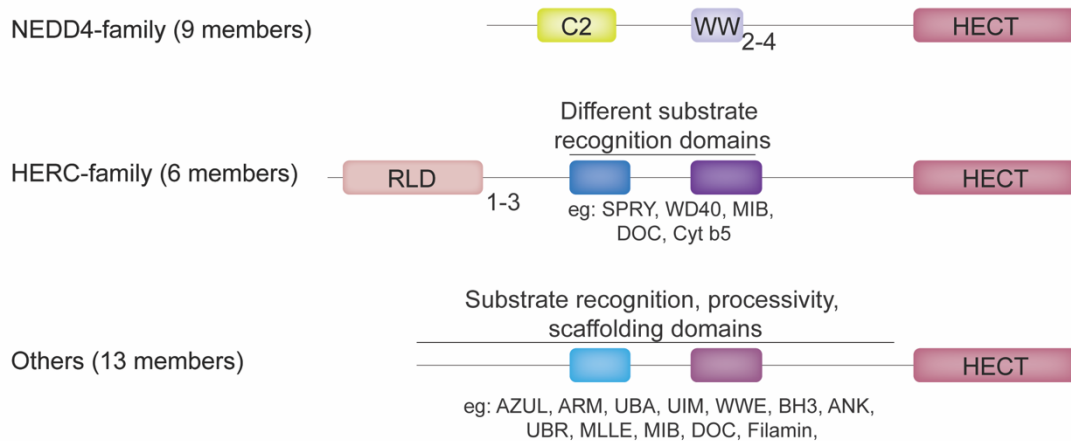 NEDD4-family (9 members)
C2
WW
2-4
HECT
Different substrate
recognition domains
HERC-family (6 members)
RLD
1-3
HECT
eg: SPRY, WD40, MIB,
DOC, Cyt b5
Substrate recognition, processivity,
scaffolding domains
Others (13 members)
HECT
eg: AZUL, ARM, UBA, UIM, WWE, BH3, ANK,
UBR, MLLE, MIB, DOC, Filamin,